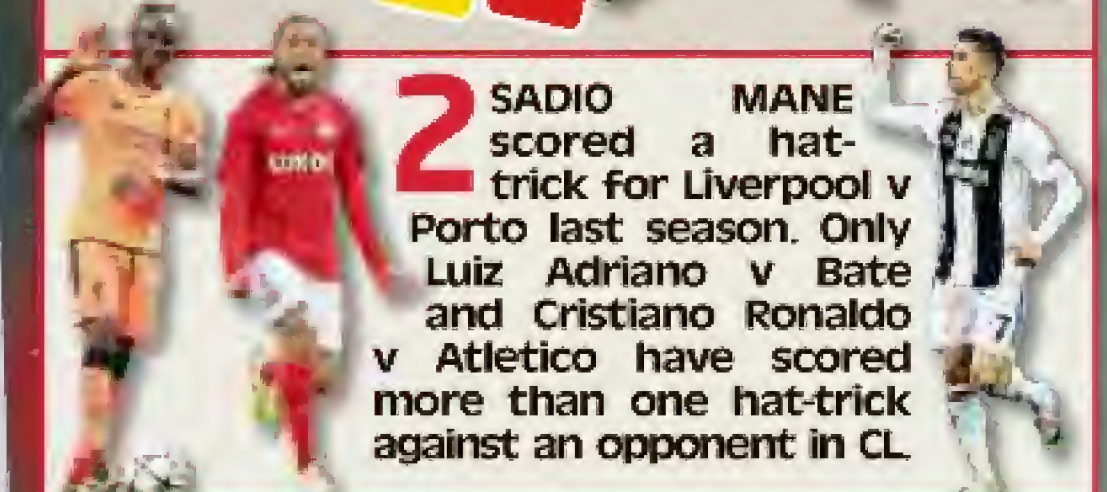 2 SADIO MANE
scored a hat-
trick for Liverpool v
Porto last season. Only
Luiz Adriano v Bate
and Cristiano Ronaldo
v Atletico have scored
more than one hat-trick
against an opponent in CL.
7